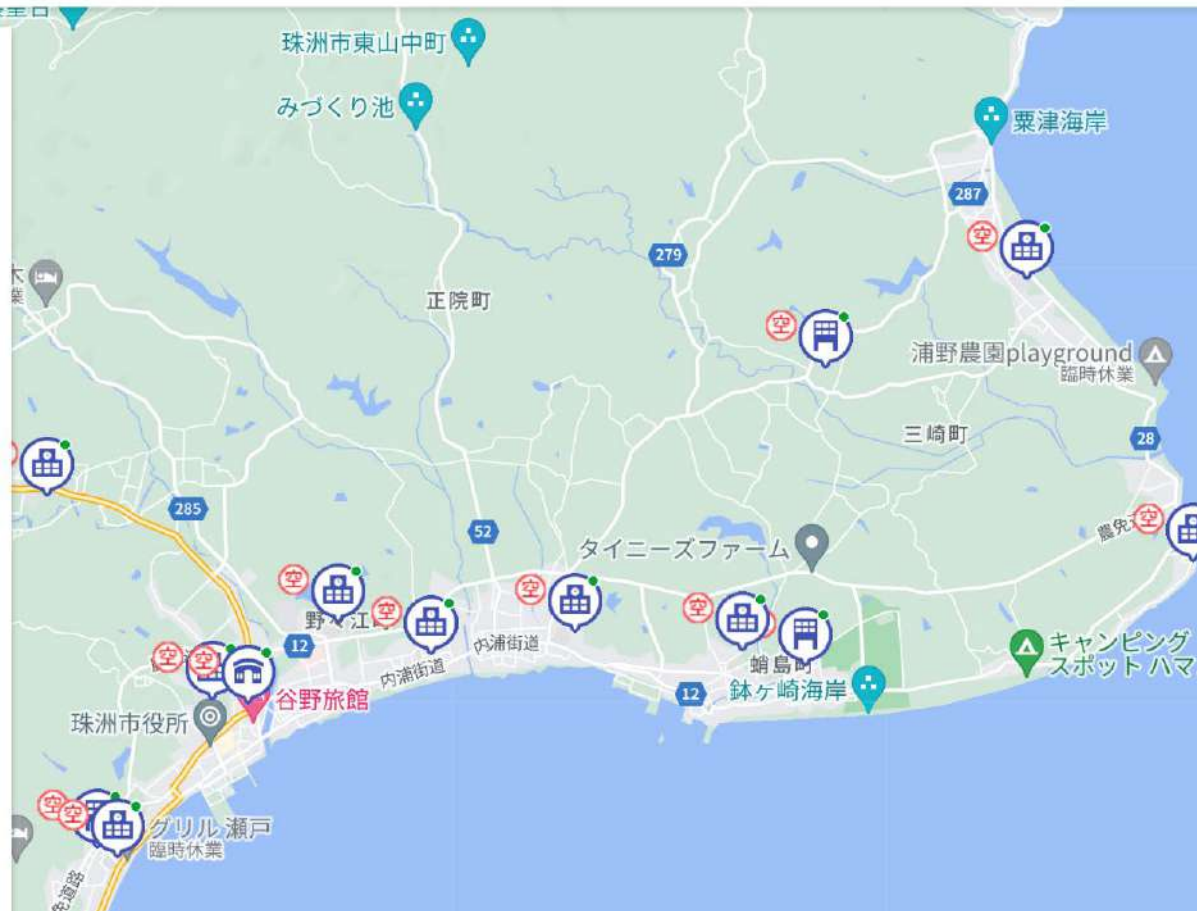 珠洲市東山中町
みづくり池
粟津海岸
287
空
279
正院町
空
浦野農園playground
臨時休業
三崎町
28
空
285
52
タイニーズファーム
空
空
空
空
野々江町
12
内浦街道
内浦街道
空
空
蛸島町
キャンピング
スポット ハマ
12
鉢ヶ崎海岸
谷野旅館
珠洲市役所
空
空
グリル 瀬戸
臨時休業